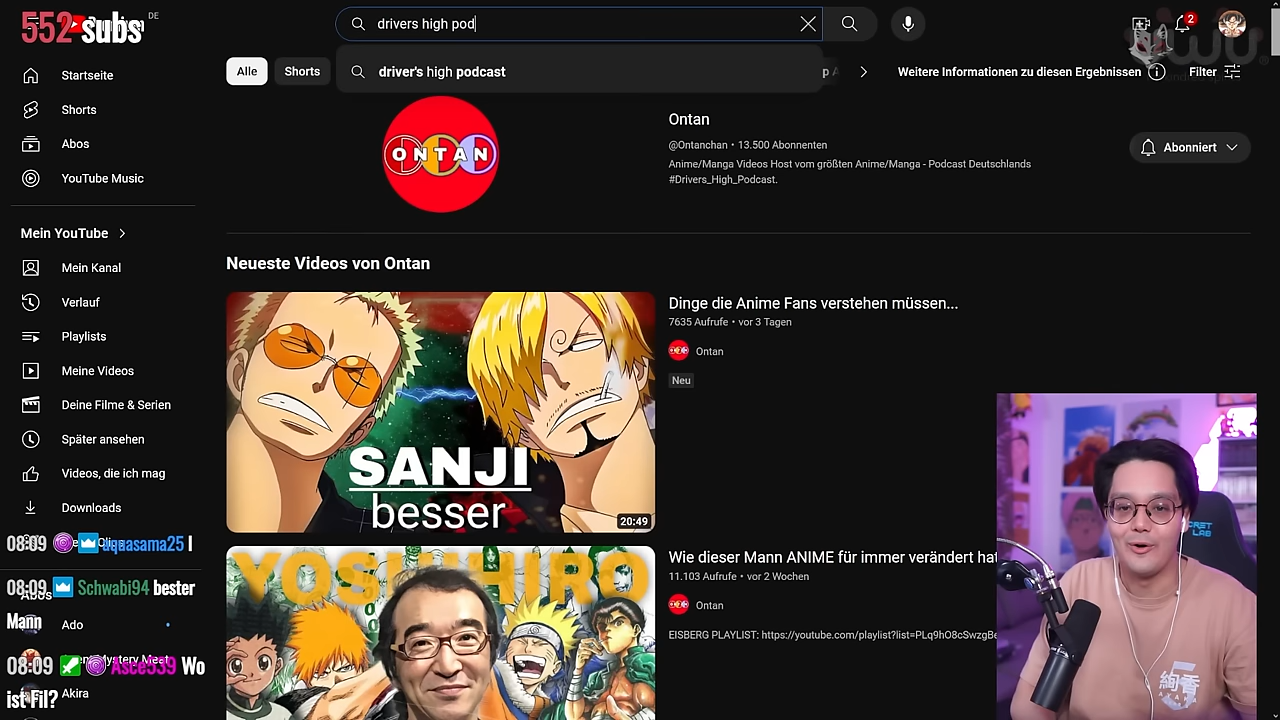 552 subs
DE
drivers high pod
2
Startseite
Shorts
Abos
YouTube Music
Mein YouTube
Mein Kanal
Verlauf
Playlists
Meine Videos
Deine Filme & Serien
Später ansehen
Videos, die ich mag
Downloads
08:09 aquasama25 I
08:09 Schwabi94 bester
Mann
Ado
08:09 Asce539 Wo
ist Fil?
Akira
driver's high podcast
Alle
Shorts
Weitere Informationen zu diesen Ergebnissen
Filter
ONTAN
Ontan
@Ontanchan • 13.500 Abonnenten
Anime/Manga Videos Host vom größten Anime/Manga - Podcast Deutschlands
#Drivers_High_Podcast.
Abonniert
Neueste Videos von Ontan
SANJI
besser
20:49
Dinge die Anime Fans verstehen müssen...
7635 Aufrufe • vor 3 Tagen
Ontan
Neu
Wie dieser Mann ANIME für immer verändert hat
11.103 Aufrufe • vor 2 Wochen
Ontan
EISBERG PLAYLIST: https://youtube.com/playlist?list=PLq9hO8cSwzgBe